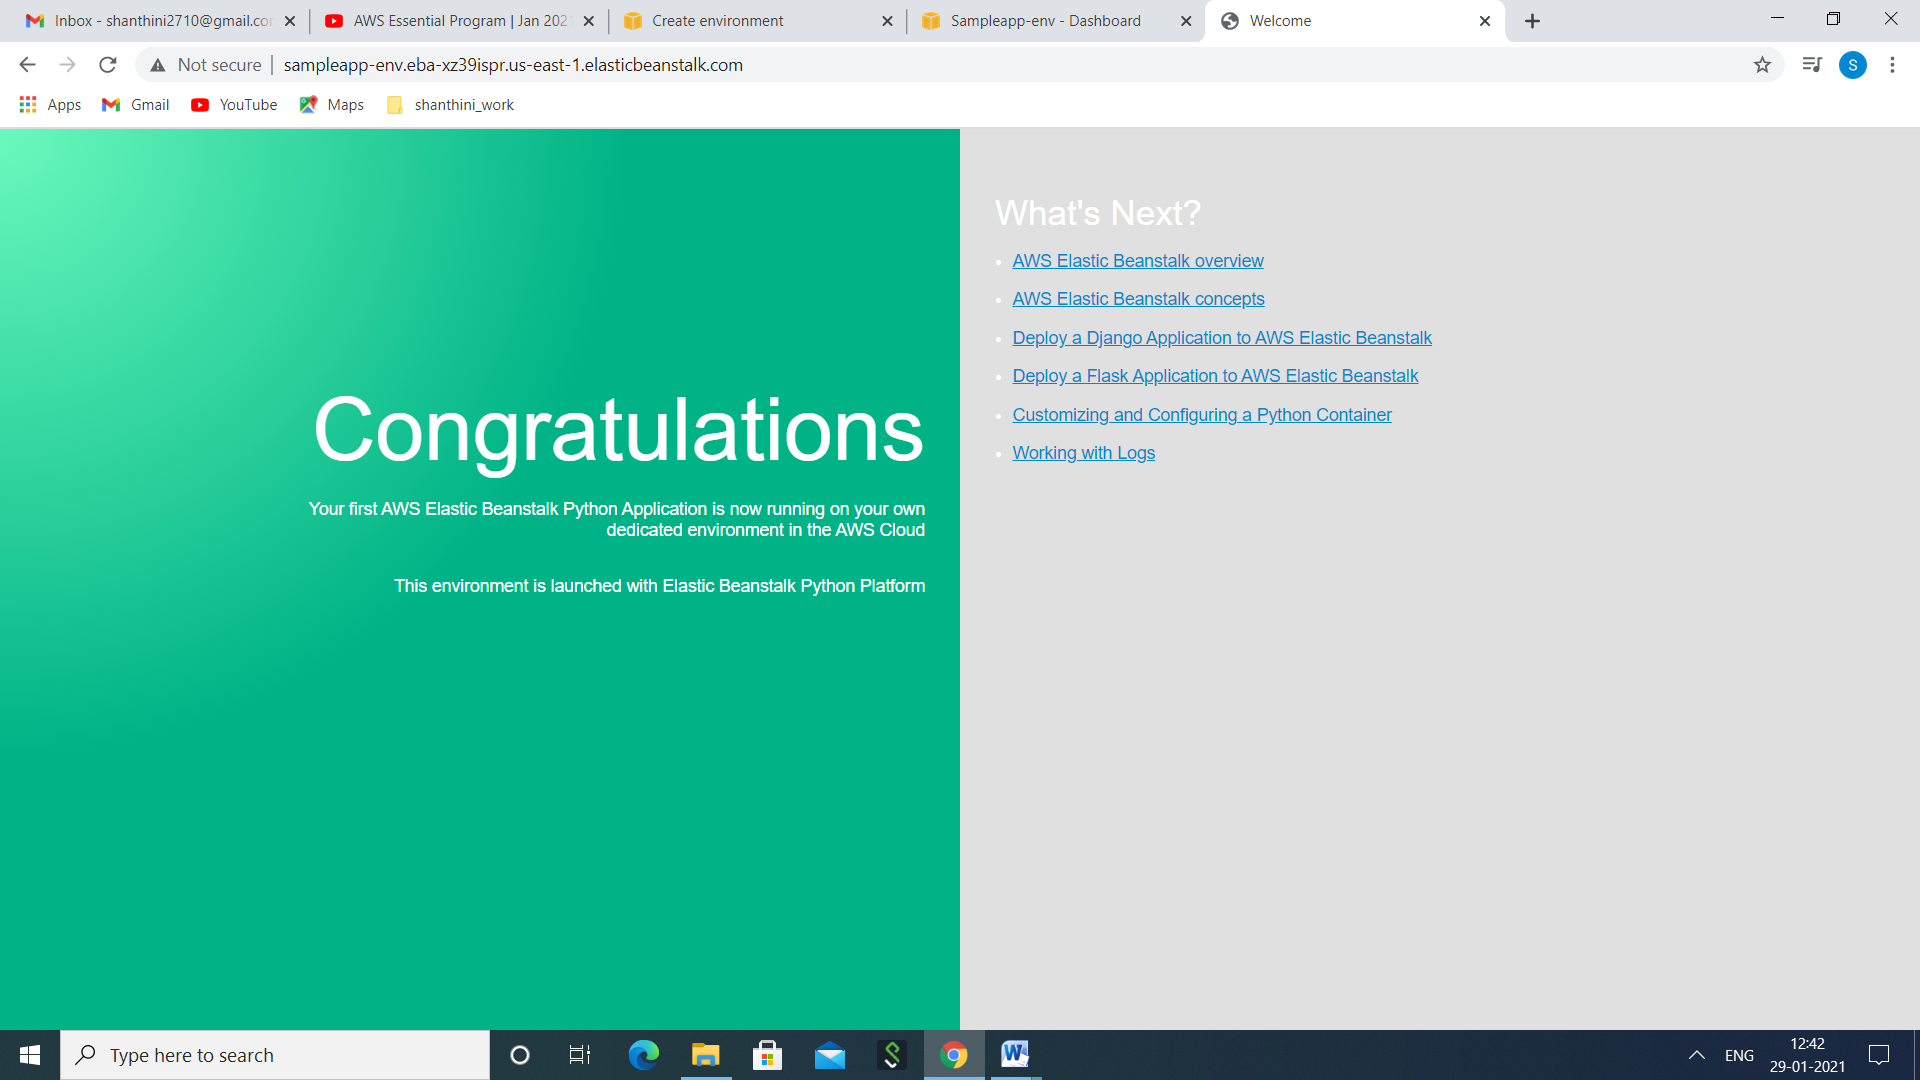 Inbox - shanthini2710@gmail.co
AWS Essential Program | Jan 202
Create environment
Sampleapp-env - Dashboard
Welcome
Not secure
sampleapp-env.eba-xz39ispr.us-east-1.elasticbeanstalk.com
S
Apps
Gmail
YouTube
Maps
shanthini_work
Congratulations
Your first AWS Elastic Beanstalk Python Application is now running on your own
dedicated environment in the AWS Cloud
This environment is launched with Elastic Beanstalk Python Platform
What's Next?
AWS Elastic Beanstalk overview
AWS Elastic Beanstalk concepts
Deploy a Django Application to AWS Elastic Beanstalk
Deploy a Flask Application to AWS Elastic Beanstalk
Customizing and Configuring a Python Container
Working with Logs
Type here to search
W
ENG
12:42
29-01-2021